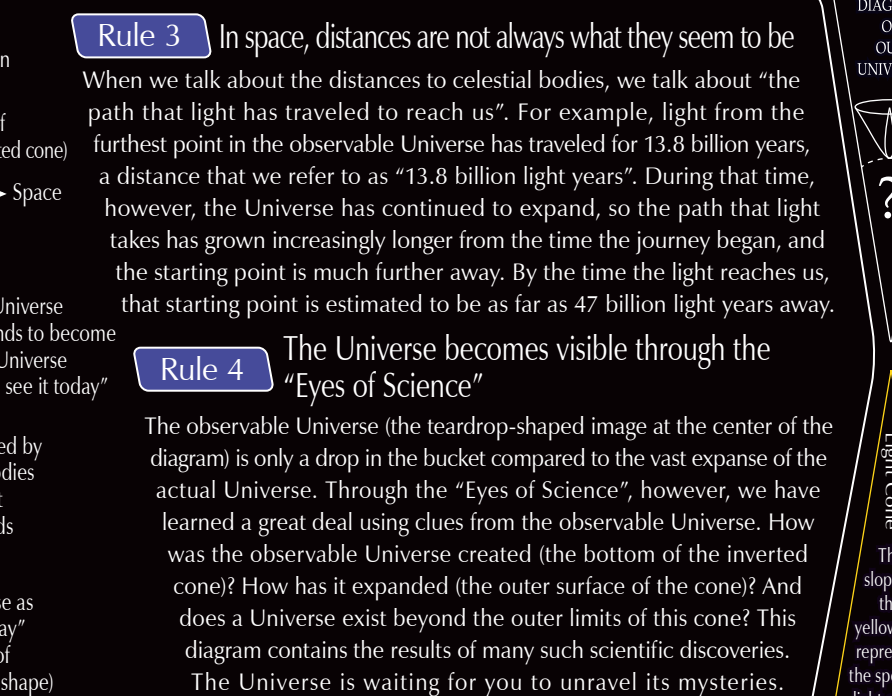 Rule 3 In space, distances are not always what they seem to be
When we talk about the distances to celestial bodies, we talk about “the
path that light has traveled to reach us”. For example, light from the
furthest point in the observable Universe has traveled for 13.8 billion years,
a distance that we refer to as “13.8 billion light years”. During that time,
however, the Universe has continued to expand, so the path that light
takes has grown increasingly longer from the time the journey began, and
the starting point is much further away. By the time the light reaches us,
that starting point is estimated to be as far as 47 billion light years away.
Rule 4 The Universe becomes visible through the
“Eyes of Science”
The observable Universe (the teardrop-shaped image at the center of the
diagram) is only a drop in the bucket compared to the vast expanse of the
actual Universe. Through the “Eyes of Science”, however, we have
learned a great deal using clues from the observable Universe. How
was the observable Universe created (the bottom of the inverted
cone)? How has it expanded (the outer surface of the cone)? And
does a Universe exist beyond the outer limits of this cone? This
diagram contains the results of many such scientific discoveries.
The Universe is waiting for you to unravel its mysteries.
cone)
Space
Universe
to become
Universe
see it today”
by
as
of
shape)
?
Light Cone